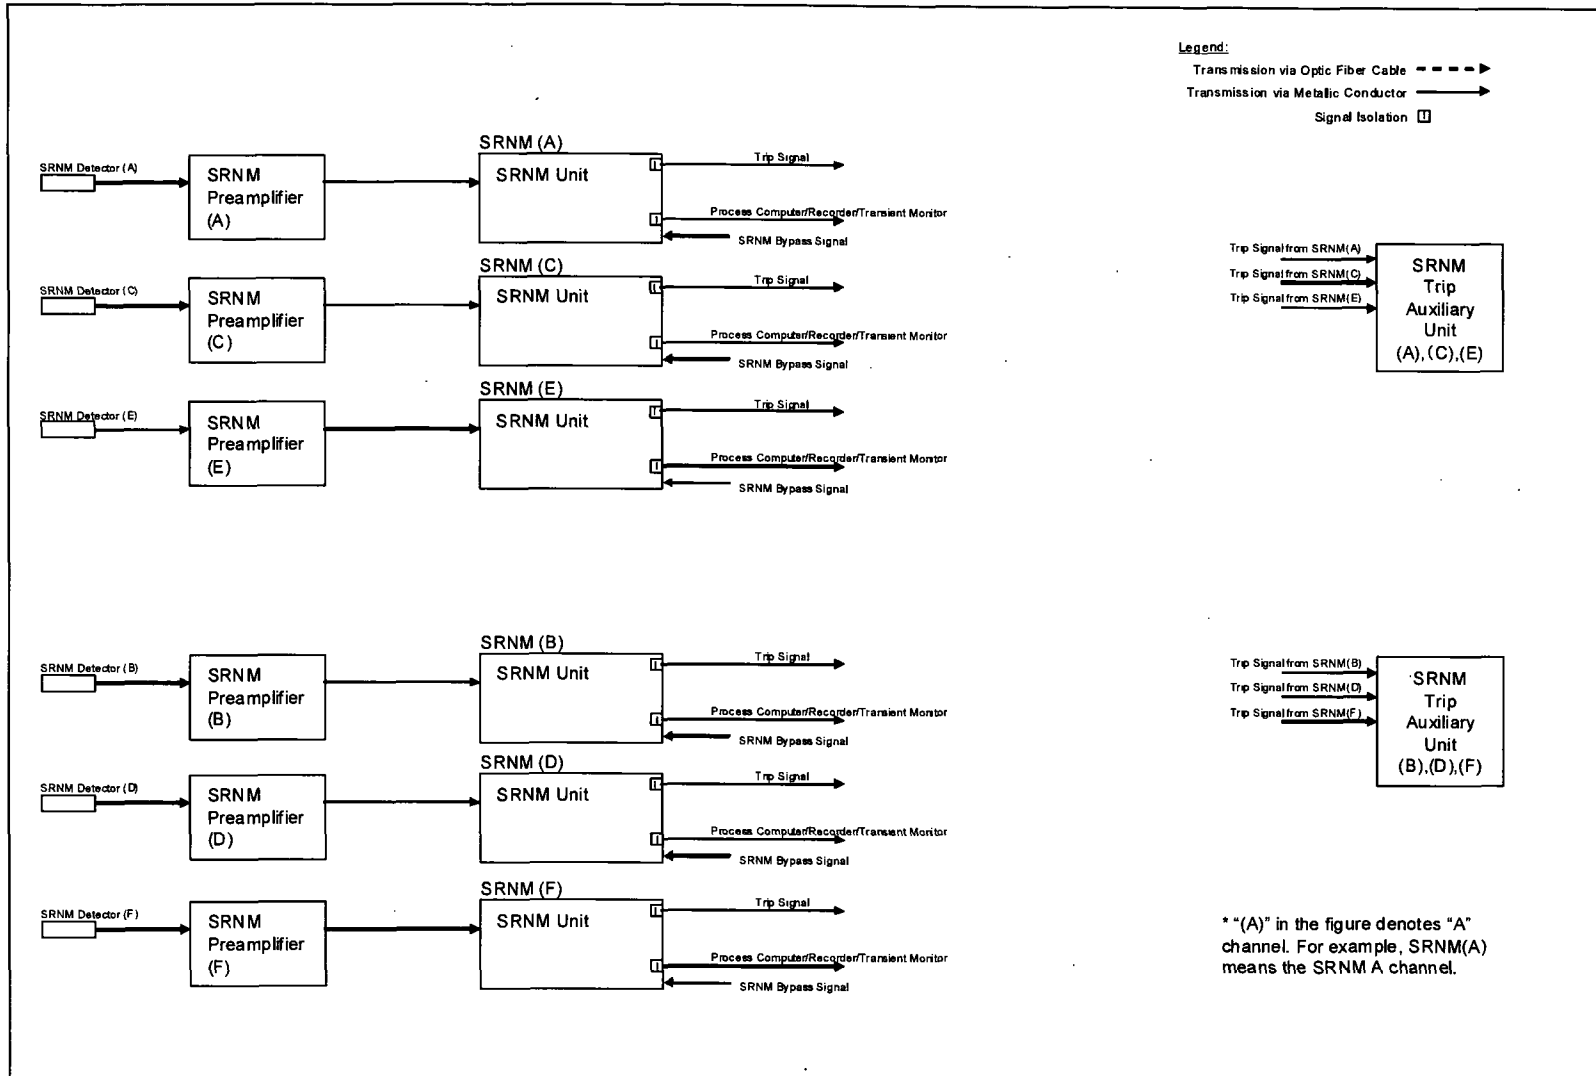 Legend:
Transmission via Optic Fiber Cable
Transmission via Metallic Conductor
Signal Isolation I
SRNM (A)
SRNM Detector (A)
SRNM
Preamplifier
(A)
SRNM Unit
I
Trip Signal
I
Process Computer/Recorder/Transient Monitor
SRNM Bypass Signal
SRNM (C)
SRNM Detector (C)
SRNM
Preamplifier
(C)
SRNM Unit
I
Trip Signal
I
Process Computer/Recorder/Transient Monitor
SRNM Bypass Signal
SRNM (E)
SRNM Detector (E)
SRNM
Preamplifier
(E)
SRNM Unit
I
Trip Signal
I
Process Computer/Recorder/Transient Monitor
SRNM Bypass Signal
Trip Signal from SRNM(A)
Trip Signal from SRNM(C)
Trip Signal from SRNM(E)
SRNM
Trip
Auxiliary
Unit
(A),(C),(E)
SRNM (B)
SRNM Detector (B)
SRNM
Preamplifier
(B)
SRNM Unit
I
Trip Signal
I
Process Computer/Recorder/Transient Monitor
SRNM Bypass Signal
SRNM (D)
SRNM Detector (D)
SRNM
Preamplifier
(D)
SRNM Unit
I
Trip Signal
I
Process Computer/Recorder/Transient Monitor
SRNM Bypass Signal
SRNM (F)
SRNM Detector (F)
SRNM
Preamplifier
(F)
SRNM Unit
I
Trip Signal
I
Process Computer/Recorder/Transient Monitor
SRNM Bypass Signal
Trip Signal from SRNM(B)
Trip Signal from SRNM(D)
Trip Signal from SRNM(F)
SRNM
Trip
Auxiliary
Unit
(B),(D),(F)
* "(A)" in the figure denotes "A"
channel. For example, SRNM(A)
means the SRNM A channel.